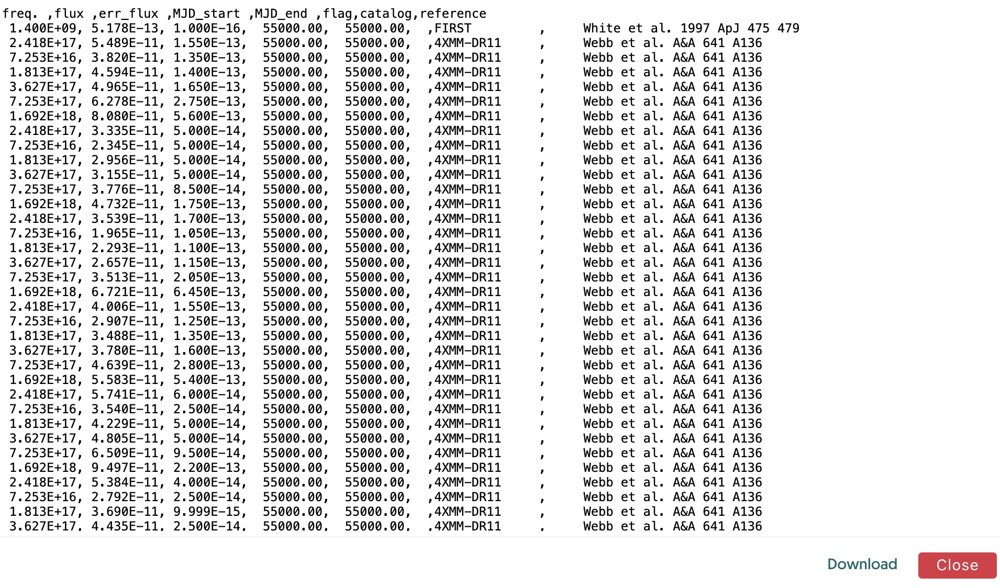 freq. ,flux ,err_flux ,MJD_start ,MJD_end ,flag,catalog,reference
1.400E+09, 5.178E-13, 1.000E-16, 55000.00, 55000.00, ,FIRST , White et al. 1997 ApJ 475 479
2.418E+17, 5.489E-11, 1.550E-13, 55000.00, 55000.00, ,4XMM-DR11 , Webb et al. A&A 641 A136
7.253E+16, 3.820E-11, 1.350E-13, 55000.00, 55000.00, ,4XMM-DR11 , Webb et al. A&A 641 A136
1.813E+17, 4.594E-11, 1.400E-13, 55000.00, 55000.00, ,4XMM-DR11 , Webb et al. A&A 641 A136
3.627E+17, 4.965E-11, 1.650E-13, 55000.00, 55000.00, ,4XMM-DR11 , Webb et al. A&A 641 A136
7.253E+17, 6.278E-11, 2.750E-13, 55000.00, 55000.00, ,4XMM-DR11 , Webb et al. A&A 641 A136
1.692E+18, 8.080E-11, 5.600E-13, 55000.00, 55000.00, ,4XMM-DR11 , Webb et al. A&A 641 A136
2.418E+17, 3.335E-11, 5.000E-14, 55000.00, 55000.00, ,4XMM-DR11 , Webb et al. A&A 641 A136
7.253E+16, 2.345E-11, 5.000E-14, 55000.00, 55000.00, ,4XMM-DR11 , Webb et al. A&A 641 A136
1.813E+17, 2.956E-11, 5.000E-14, 55000.00, 55000.00, ,4XMM-DR11 , Webb et al. A&A 641 A136
3.627E+17, 3.155E-11, 5.000E-14, 55000.00, 55000.00, ,4XMM-DR11 , Webb et al. A&A 641 A136
7.253E+17, 3.776E-11, 8.500E-14, 55000.00, 55000.00, ,4XMM-DR11 , Webb et al. A&A 641 A136
1.692E+18, 4.732E-11, 1.750E-13, 55000.00, 55000.00, ,4XMM-DR11 , Webb et al. A&A 641 A136
2.418E+17, 3.539E-11, 1.700E-13, 55000.00, 55000.00, ,4XMM-DR11 , Webb et al. A&A 641 A136
7.253E+16, 1.965E-11, 1.050E-13, 55000.00, 55000.00, ,4XMM-DR11 , Webb et al. A&A 641 A136
1.813E+17, 2.293E-11, 1.100E-13, 55000.00, 55000.00, ,4XMM-DR11 , Webb et al. A&A 641 A136
3.627E+17, 2.657E-11, 1.150E-13, 55000.00, 55000.00, ,4XMM-DR11 , Webb et al. A&A 641 A136
7.253E+17, 3.513E-11, 2.050E-13, 55000.00, 55000.00, ,4XMM-DR11 , Webb et al. A&A 641 A136
1.692E+18, 6.721E-11, 6.450E-13, 55000.00, 55000.00, ,4XMM-DR11 , Webb et al. A&A 641 A136
2.418E+17, 4.006E-11, 1.550E-13, 55000.00, 55000.00, ,4XMM-DR11 , Webb et al. A&A 641 A136
7.253E+16, 2.907E-11, 1.250E-13, 55000.00, 55000.00, ,4XMM-DR11 , Webb et al. A&A 641 A136
1.813E+17, 3.488E-11, 1.350E-13, 55000.00, 55000.00, ,4XMM-DR11 , Webb et al. A&A 641 A136
3.627E+17, 3.780E-11, 1.600E-13, 55000.00, 55000.00, ,4XMM-DR11 , Webb et al. A&A 641 A136
7.253E+17, 4.639E-11, 2.800E-13, 55000.00, 55000.00, ,4XMM-DR11 , Webb et al. A&A 641 A136
1.692E+18, 5.583E-11, 5.400E-13, 55000.00, 55000.00, ,4XMM-DR11 , Webb et al. A&A 641 A136
2.418E+17, 5.741E-11, 6.000E-14, 55000.00, 55000.00, ,4XMM-DR11 , Webb et al. A&A 641 A136
7.253E+16, 3.540E-11, 2.500E-14, 55000.00, 55000.00, ,4XMM-DR11 , Webb et al. A&A 641 A136
1.813E+17, 4.229E-11, 5.000E-14, 55000.00, 55000.00, ,4XMM-DR11 , Webb et al. A&A 641 A136
3.627E+17, 4.805E-11, 5.000E-14, 55000.00, 55000.00, ,4XMM-DR11 , Webb et al. A&A 641 A136
7.253E+17, 6.509E-11, 9.500E-14, 55000.00, 55000.00, ,4XMM-DR11 , Webb et al. A&A 641 A136
1.692E+18, 9.497E-11, 2.200E-13, 55000.00, 55000.00, ,4XMM-DR11 , Webb et al. A&A 641 A136
2.418E+17, 5.384E-11, 4.000E-14, 55000.00, 55000.00, ,4XMM-DR11 , Webb et al. A&A 641 A136
7.253E+16, 2.792E-11, 2.500E-14, 55000.00, 55000.00, ,4XMM-DR11 , Webb et al. A&A 641 A136
1.813E+17, 3.690E-11, 9.999E-15, 55000.00, 55000.00, ,4XMM-DR11 , Webb et al. A&A 641 A136
3.627E+17, 4.435E-11, 2.500E-14, 55000.00, 55000.00, ,4XMM-DR11 , Webb et al. A&A 641 A136
Download Close